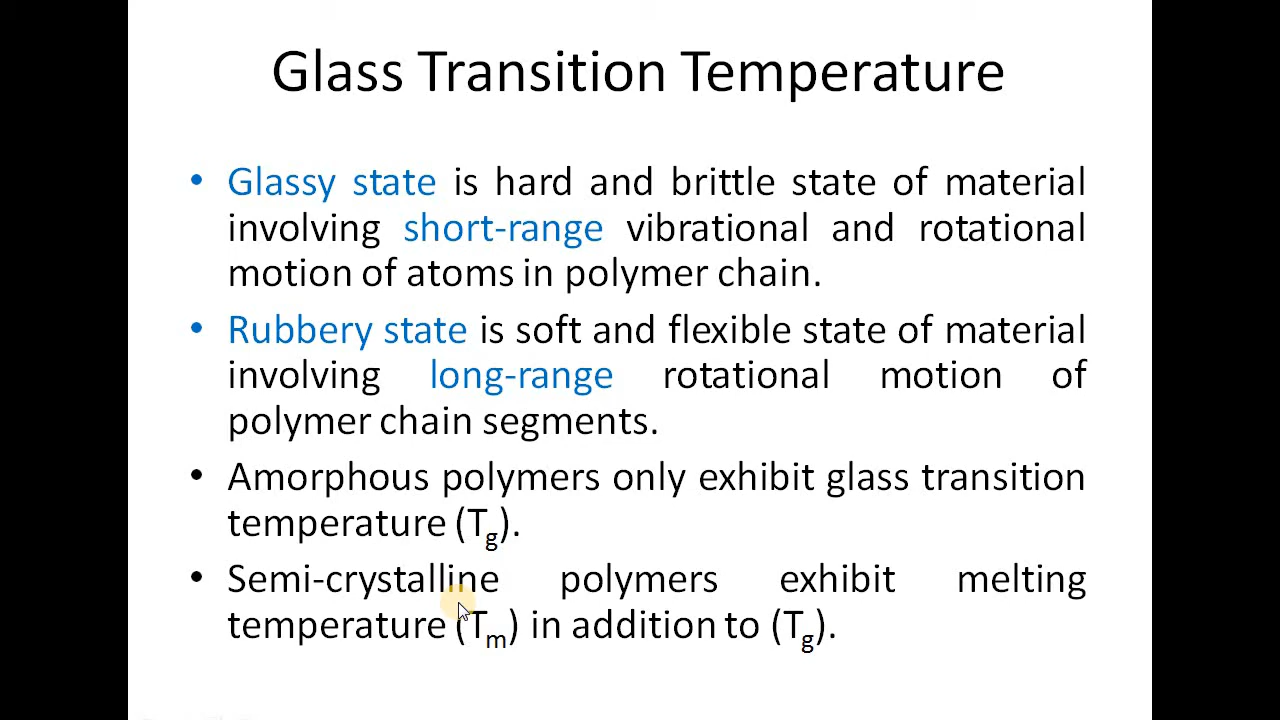 Glass Transition Temperature
• Glassy state is hard and brittle state of material
involving short-range vibrational and rotational
motion of atoms in polymer chain.
• Rubbery state is soft and flexible state of material
involving long-range rotational motion of
polymer chain segments.
• Amorphous polymers only exhibit glass transition
temperature (Tg).
• Semi-crystalline polymers exhibit melting
temperature (Tm) in addition to (Tg).